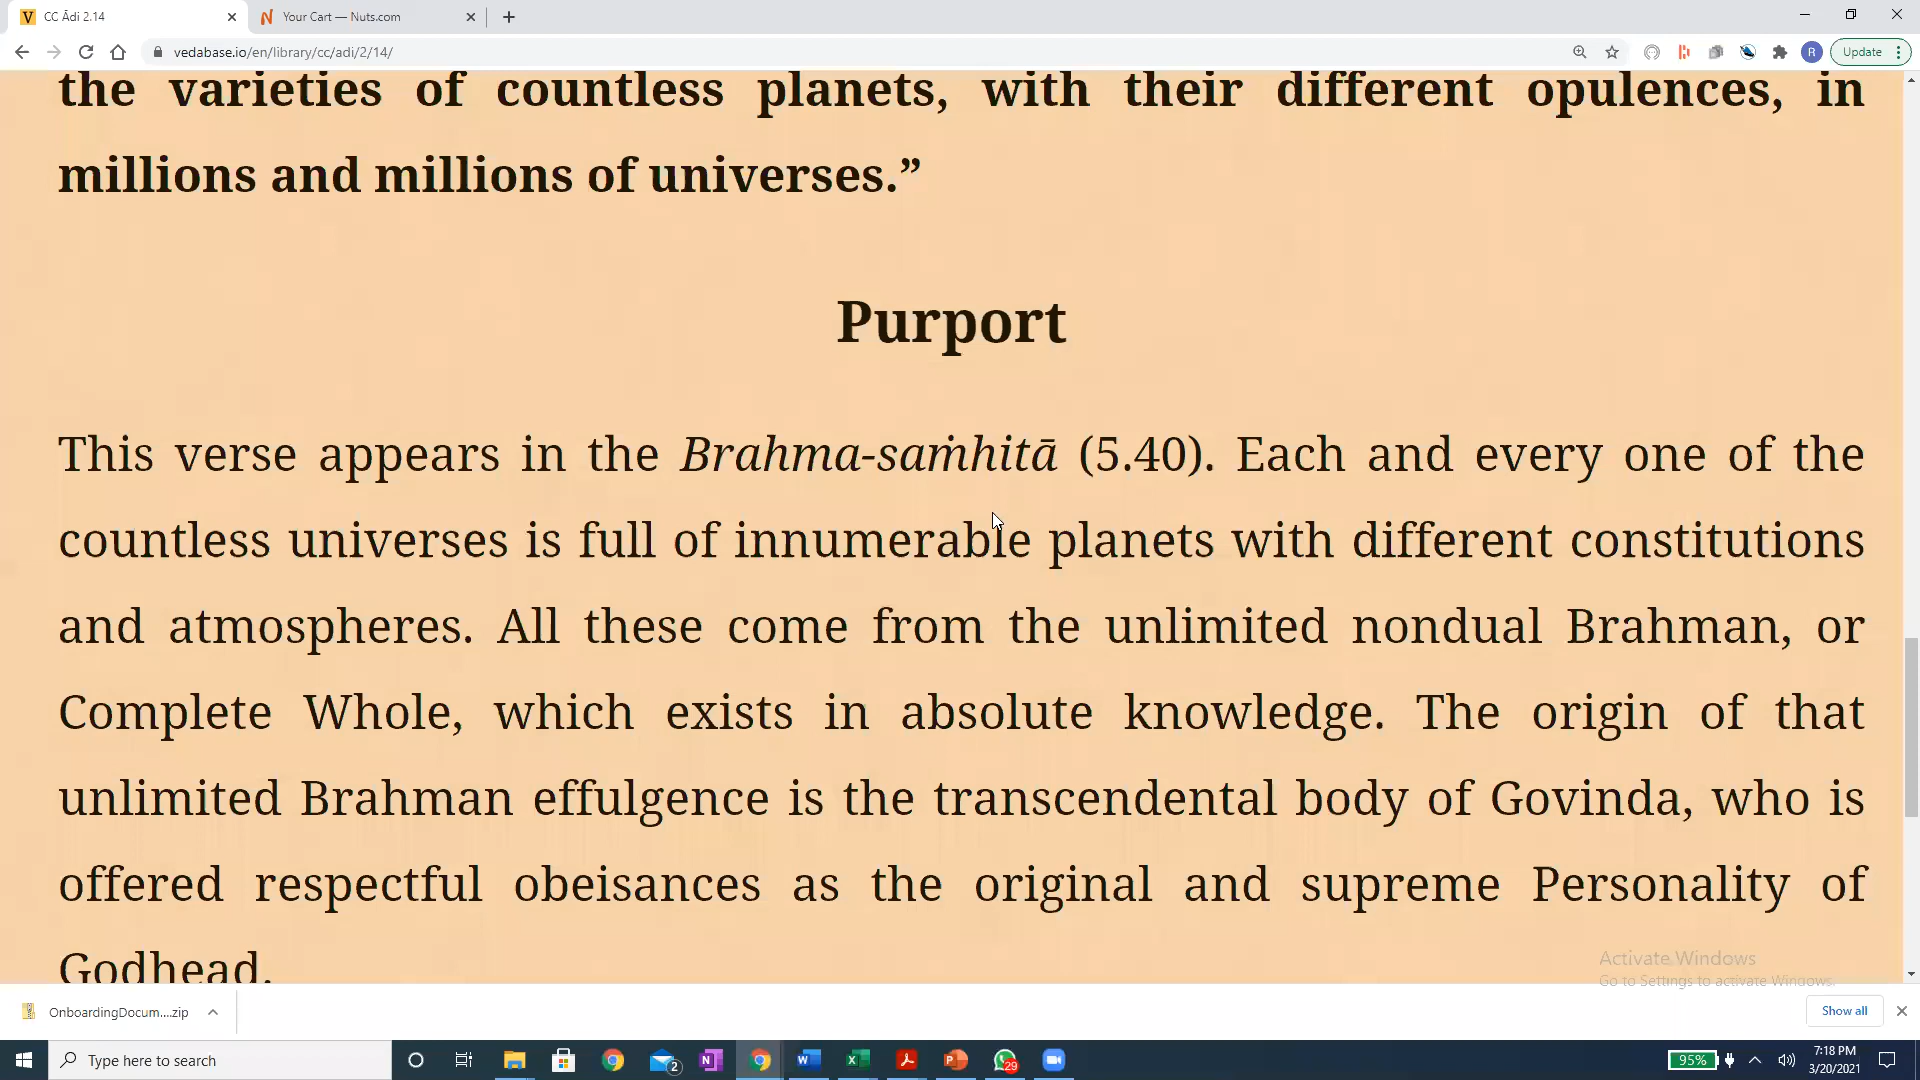 CC Ādi 2.14
Your Cart — Nuts.com
vedabase.io/en/library/cc/adi/2/14/
R
Update
the varieties of countless planets, with their different opulences, in
millions and millions of universes.”
Purport
This verse appears in the Brahma-saṁhitā (5.40). Each and every one of the
countless universes is full of innumerable planets with different constitutions
and atmospheres. All these come from the unlimited nondual Brahman, or
Complete Whole, which exists in absolute knowledge. The origin of that
unlimited Brahman effulgence is the transcendental body of Govinda, who is
offered respectful obeisances as the original and supreme Personality of
Godhead.
Activate Windows
Go to Settings to activate Windows.
OnboardingDocum....zip
Show all
Type here to search
2
29
95%
7:18 PM
3/20/2021